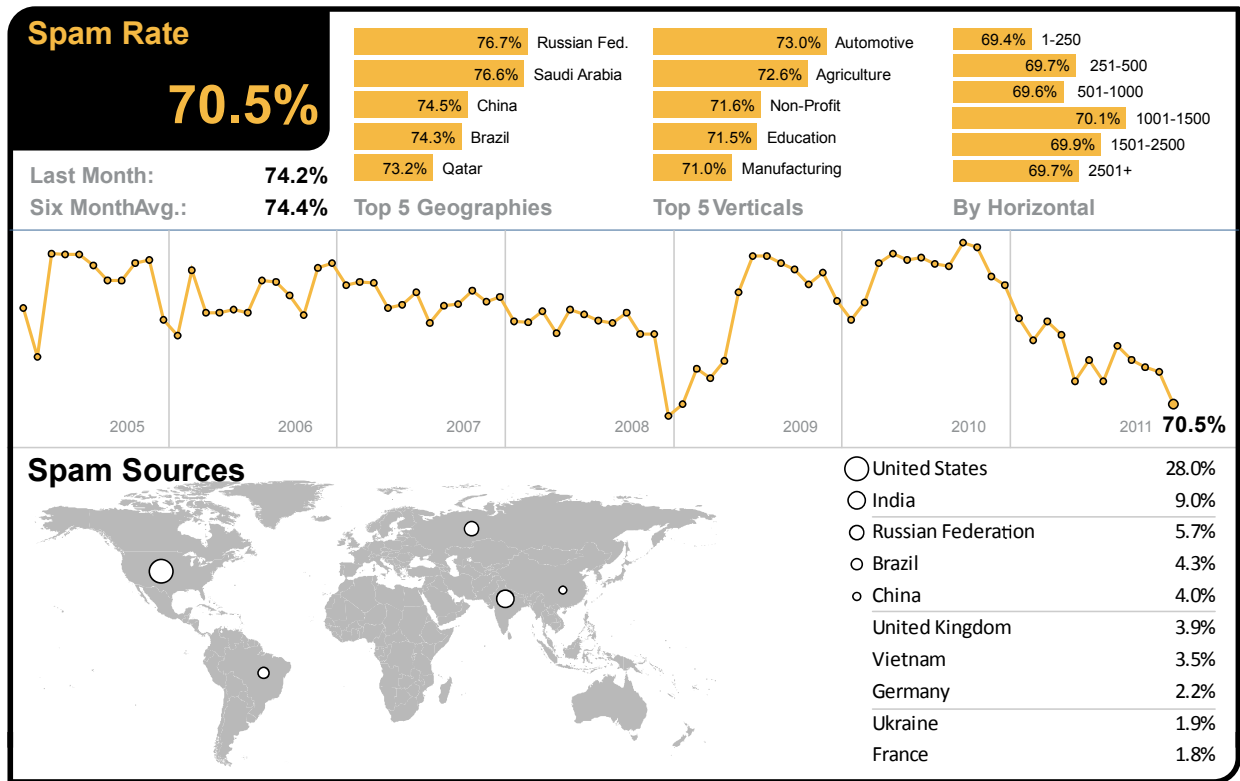 Spam Rate
70.5%
Last Month: 74.2%
Six MonthAvg.: 74.4%
76.7% Russian Fed.
76.6% Saudi Arabia
74.5% China
74.3% Brazil
73.2% Qatar
Top 5 Geographies
73.0% Automotive
72.6% Agriculture
71.6% Non-Profit
71.5% Education
71.0% Manufacturing
Top 5 Verticals
69.4% 1-250
69.7% 251-500
69.6% 501-1000
70.1% 1001-1500
69.9% 1501-2500
69.7% 2501+
By Horizontal
2005 2006 2007 2008 2009 2010 2011 70.5%
Spam Sources
United States 28.0%
India 9.0%
Russian Federation 5.7%
Brazil 4.3%
China 4.0%
United Kingdom 3.9%
Vietnam 3.5%
Germany 2.2%
Ukraine 1.9%
France 1.8%